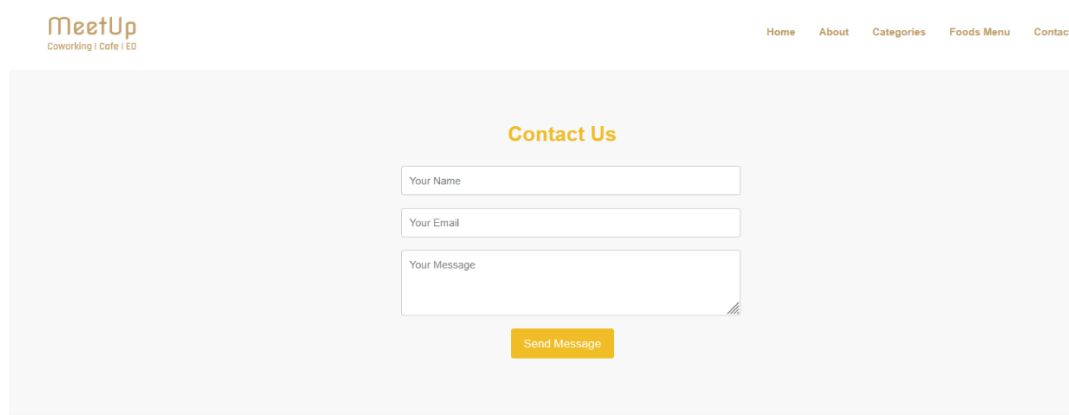 MeetUp
Coworking | Cafe | EO
Home About Categories Foods Menu Contac
Contact Us
Your Name
Your Email
Your Message
Send Message